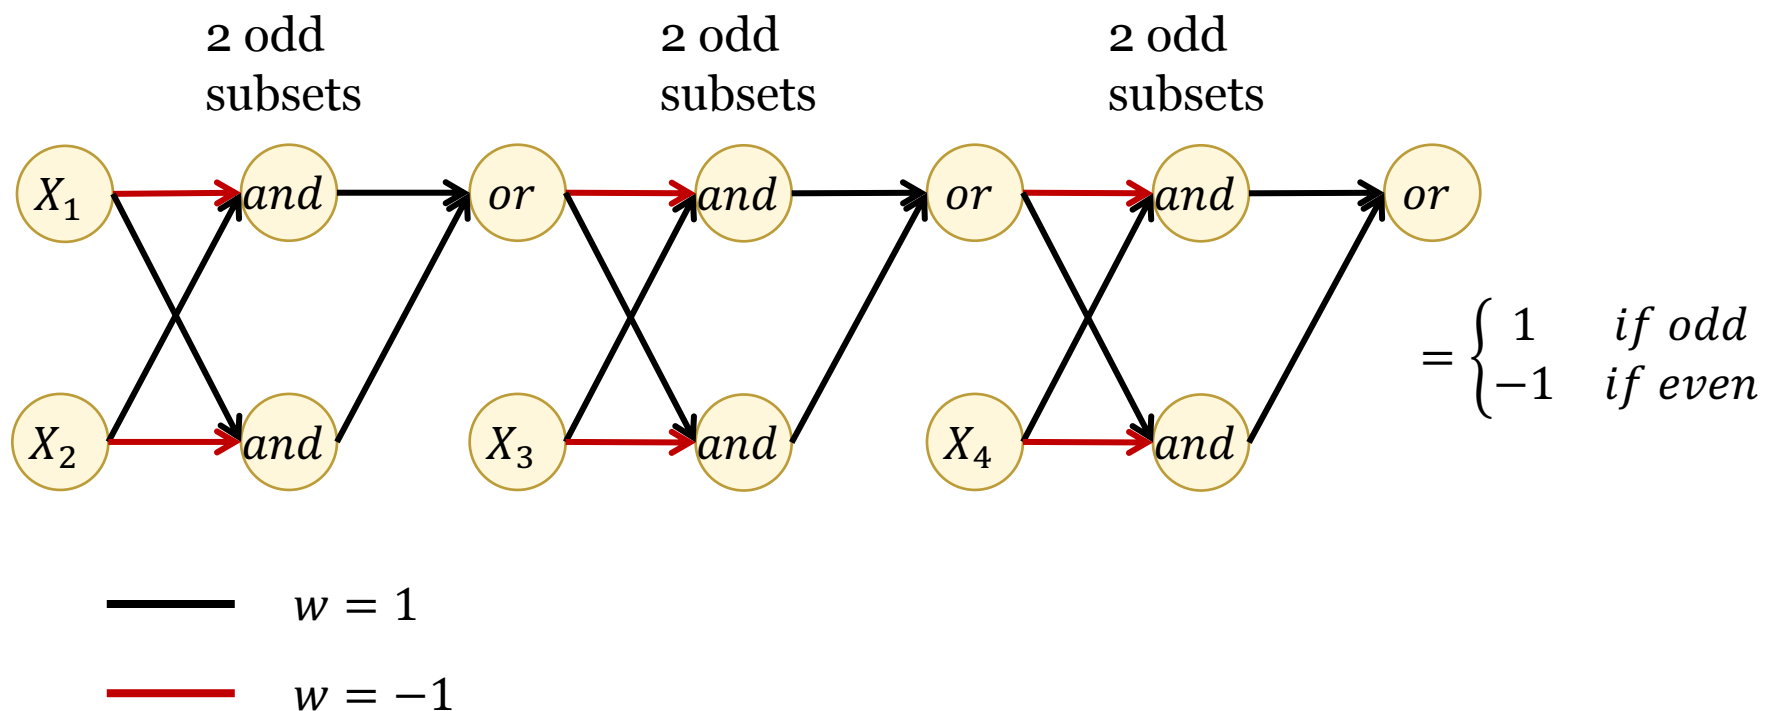 2 odd
subsets
2 odd
subsets
2 odd
subsets
X₁
and
or
and
or
and
or
X₂
and
X₃
and
X₄
and
= { 1 if odd
−1 if even
w = 1
w = −1